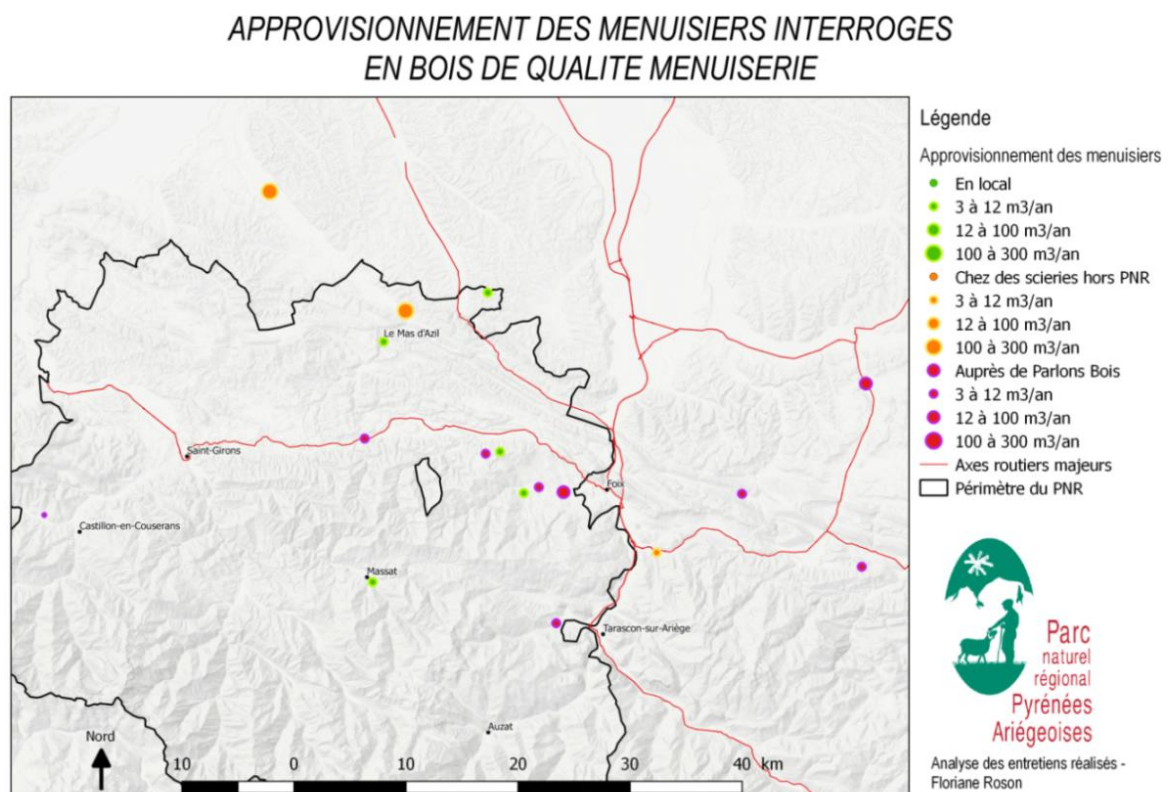 APPROVISIONNEMENT DES MENUISIERS INTERROGES
EN BOIS DE QUALITE MENUISERIE
Légende
Approvisionnement des menuisiers
En local
3 à 12 m3/an
12 à 100 m3/an
100 à 300 m3/an
Chez des scieries hors PNR
3 à 12 m3/an
12 à 100 m3/an
100 à 300 m3/an
Auprès de Parlons Bois
3 à 12 m3/an
12 à 100 m3/an
100 à 300 m3/an
Axes routiers majeurs
Périmètre du PNR
Le Mas d'Azil
Saint-Girons
Foix
Castillon-en-Couserans
Massat
Tarascon-sur-Ariège
Auzat
Nord
10 0 10 20 30 40 km
Parc
naturel
régional
Pyrénées
Ariégeoises
Analyse des entretiens réalisés -
Floriane Roson